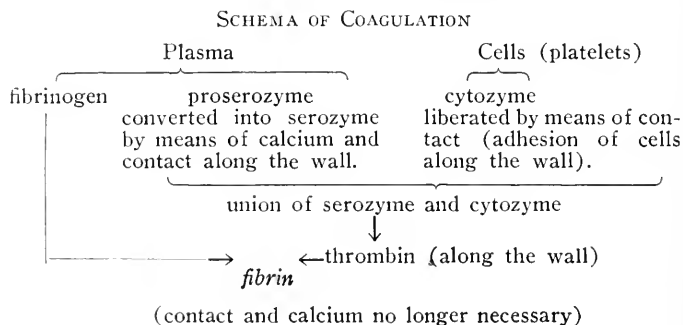 SCHEMA OF COAGULATION
Plasma Cells (platelets)
fibrinogen proserozyme cytozyme
converted into serozyme liberated by means of con-
by means of calcium and tact (adhesion of cells
contact along the wall. along the wall).
union of serozyme and cytozyme
thrombin (along the wall)
fibrin
(contact and calcium no longer necessary)